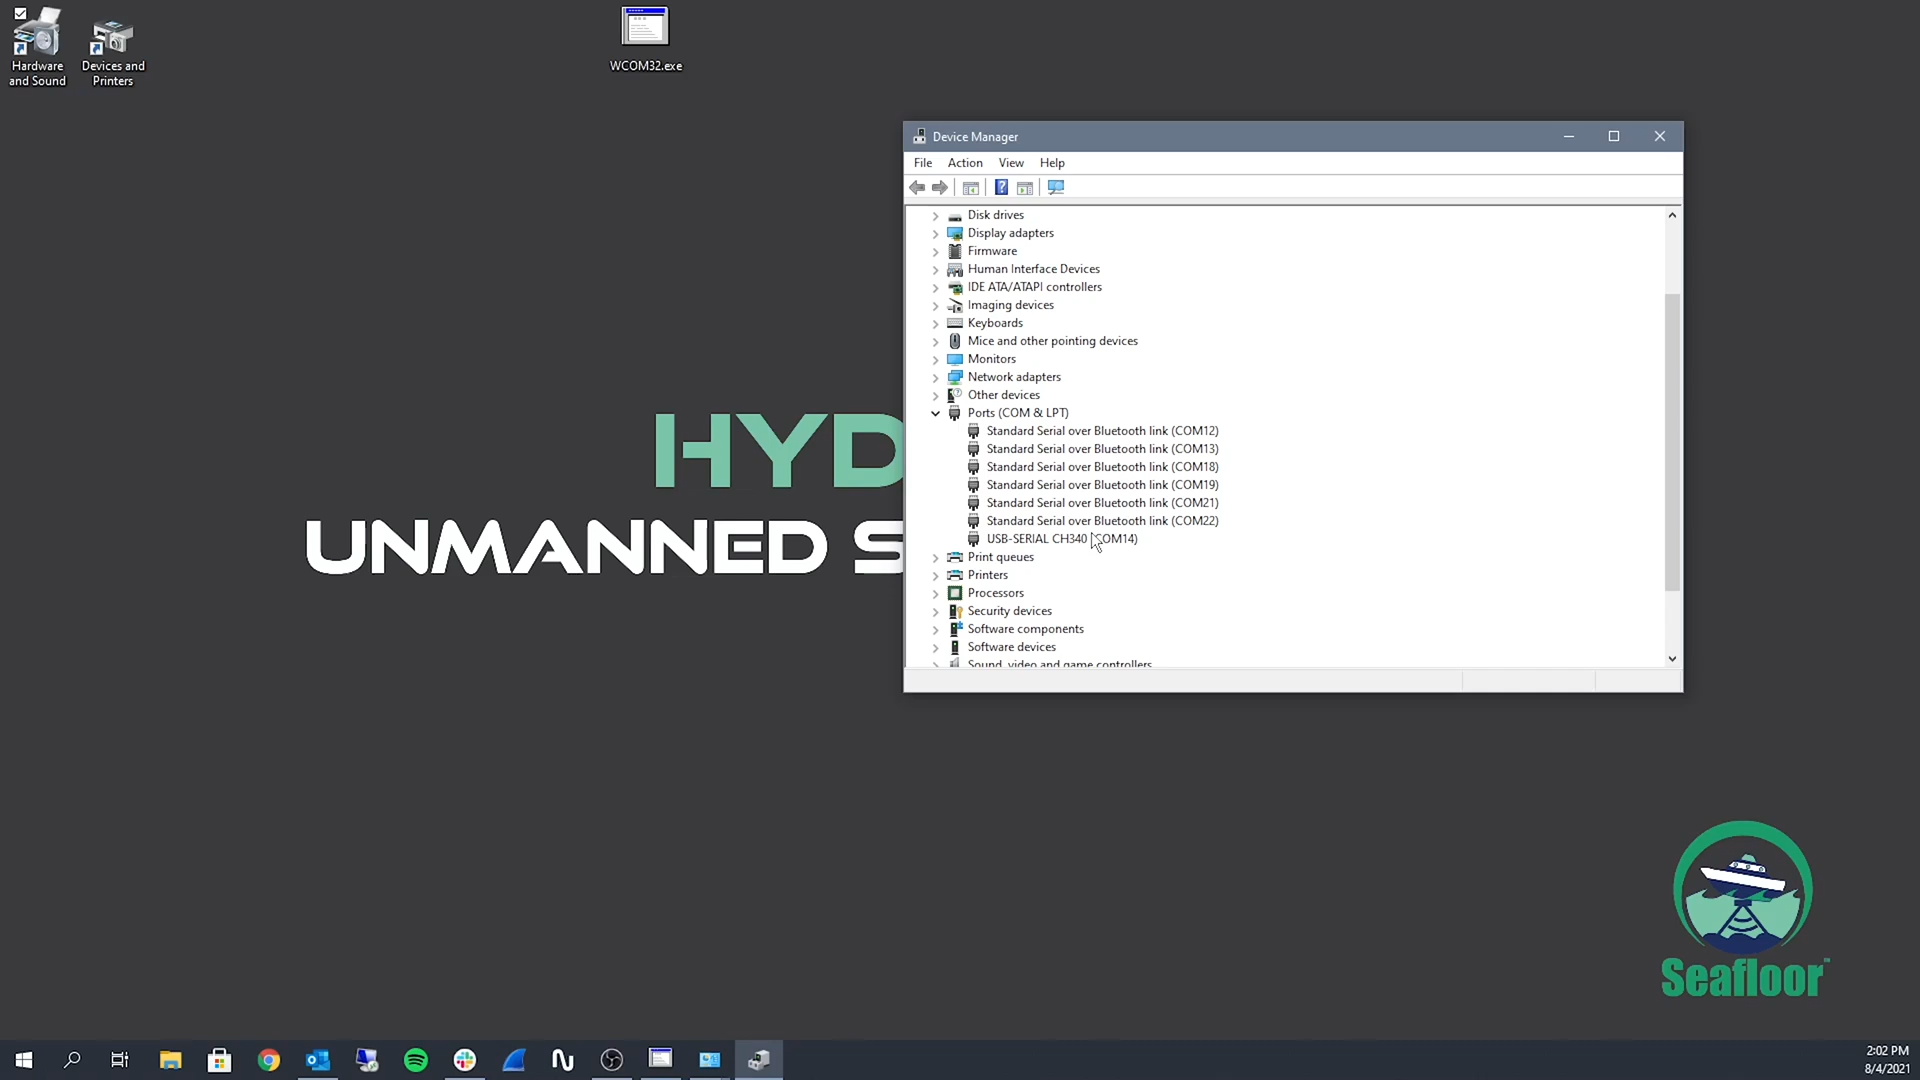 Hardware
and Sound
Devices and
Printers
WCOM32.exe
HYD
UNMANNED S
Device Manager
File Action View Help
Disk drives
Display adapters
Firmware
Human Interface Devices
IDE ATA/ATAPI controllers
Imaging devices
Keyboards
Mice and other pointing devices
Monitors
Network adapters
Other devices
Ports (COM & LPT)
Standard Serial over Bluetooth link (COM12)
Standard Serial over Bluetooth link (COM13)
Standard Serial over Bluetooth link (COM18)
Standard Serial over Bluetooth link (COM19)
Standard Serial over Bluetooth link (COM21)
Standard Serial over Bluetooth link (COM22)
USB-SERIAL CH340 (COM14)
Print queues
Printers
Processors
Security devices
Software components
Software devices
Sound, video and game controllers
Seafloor™
2:02 PM
8/4/2021